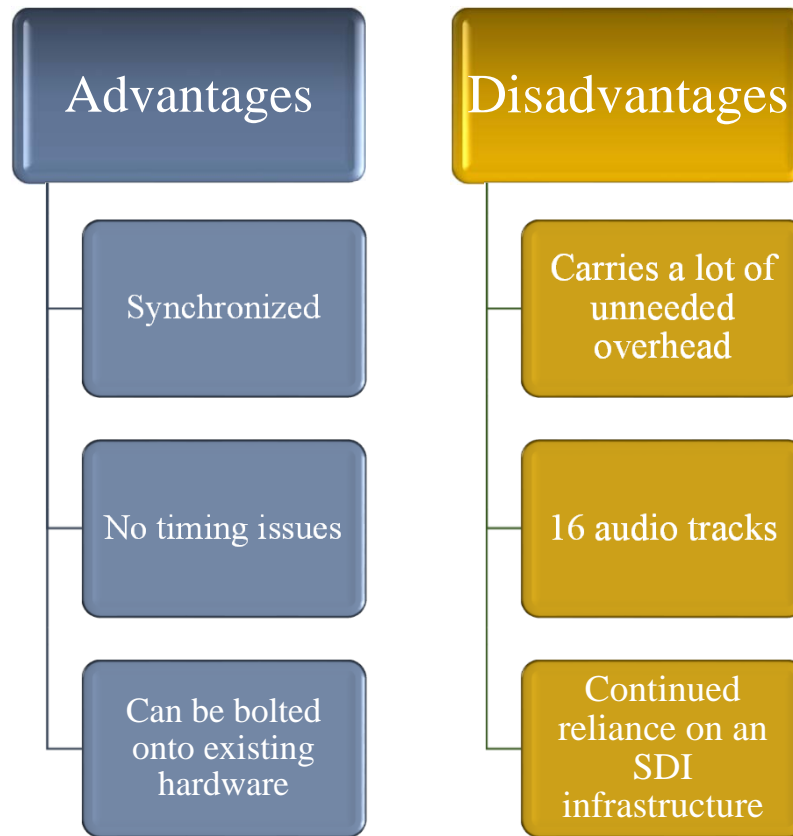 Advantages
Synchronized
No timing issues
Can be bolted
onto existing
hardware
Disadvantages
Carries a lot of
unneeded
overhead
16 audio tracks
Continued
reliance on an
SDI
infrastructure